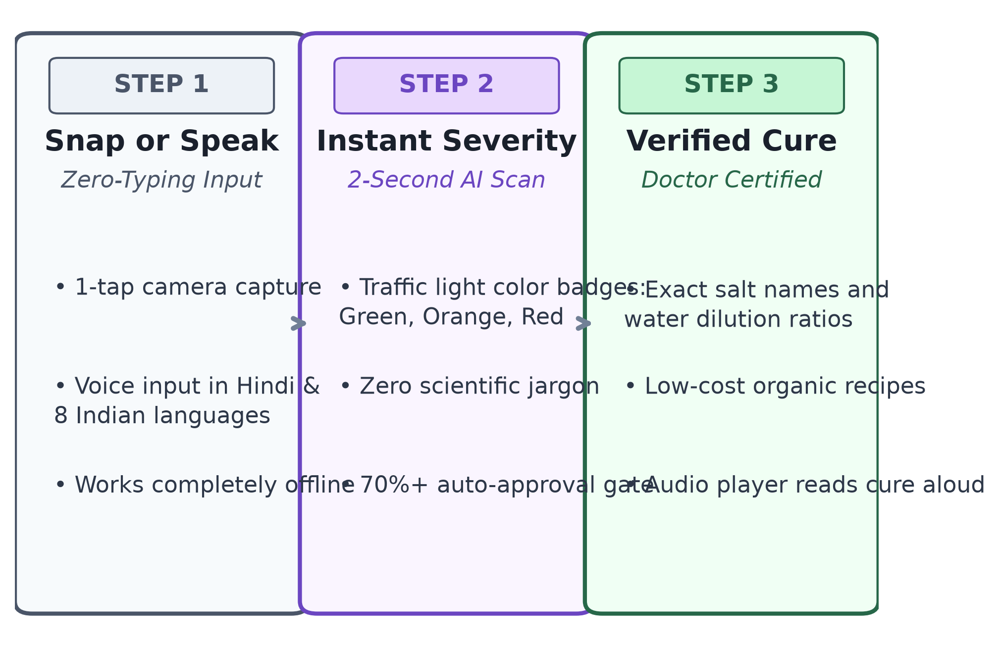 STEP 1
Snap or Speak
Zero-Typing Input
• 1-tap camera capture
• Voice input in Hindi &
8 Indian languages
• Works completely offline
STEP 2
Instant Severity
2-Second AI Scan
• Traffic light color badges:
Green, Orange, Red
• Zero scientific jargon
• 70%+ auto-approval gate
STEP 3
Verified Cure
Doctor Certified
• Exact salt names and
water dilution ratios
• Low-cost organic recipes
• Audio player reads cure aloud